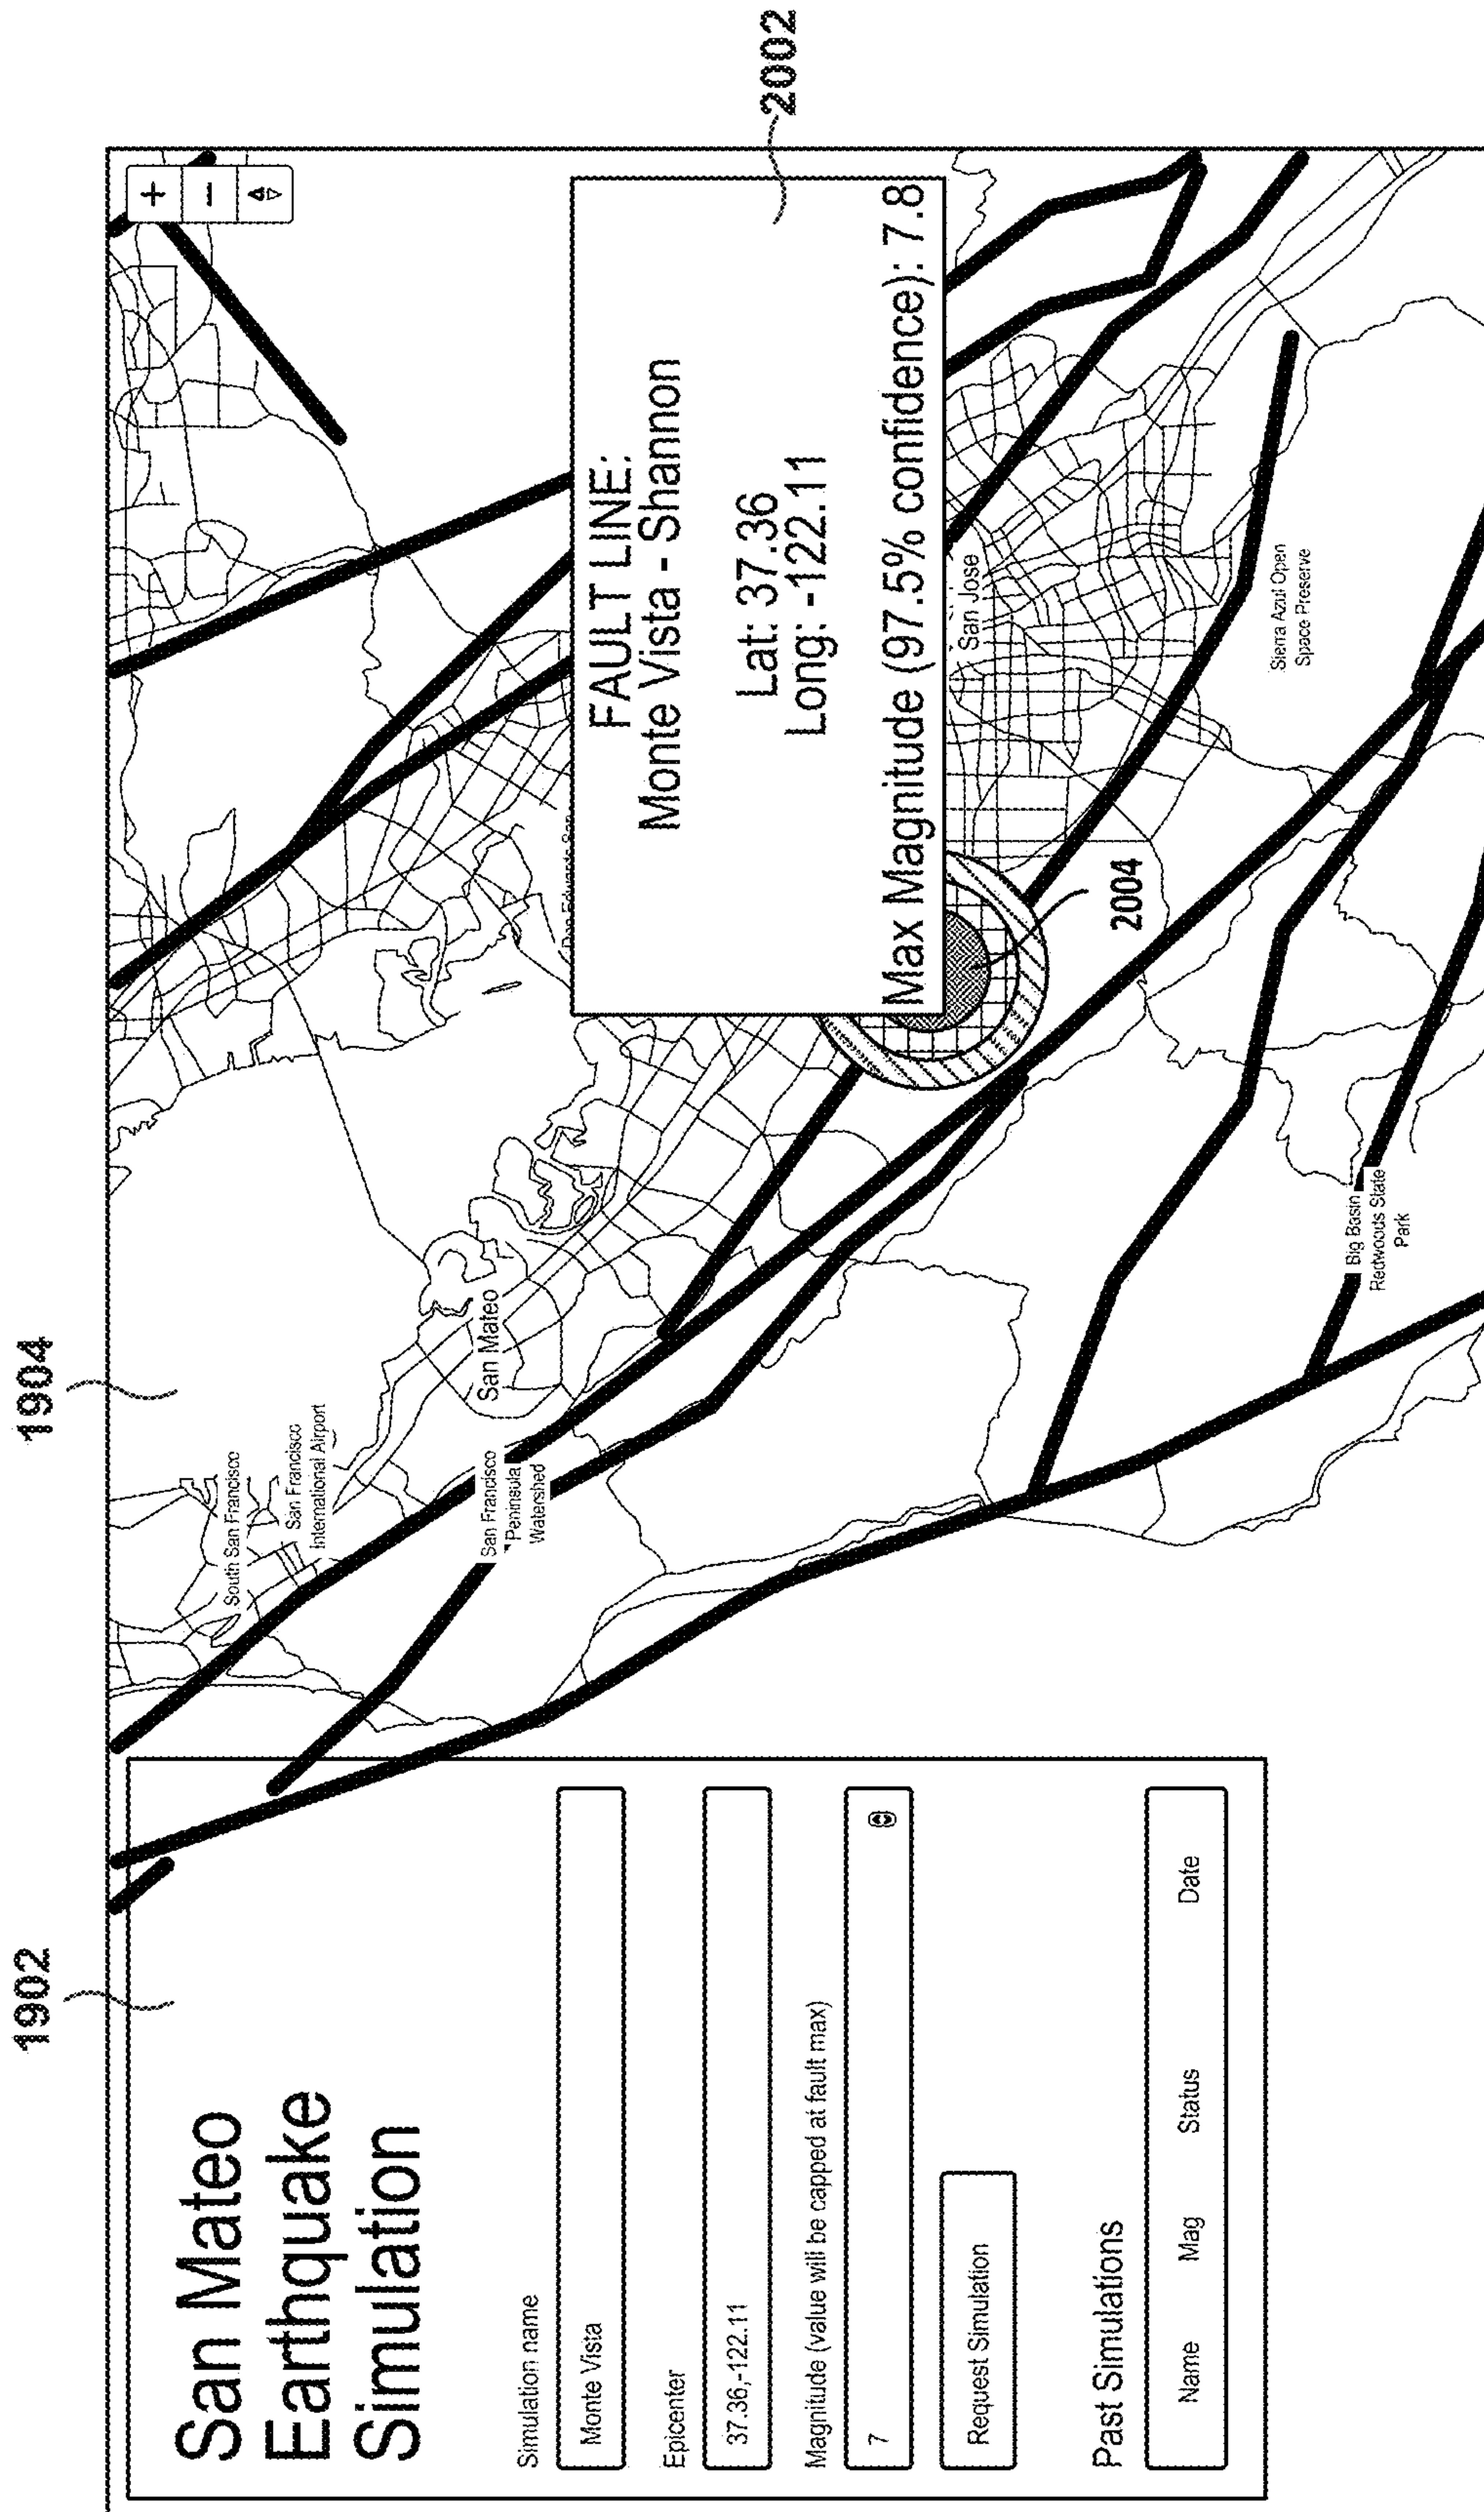 1902
1904
San Mateo
Earthquake
Simulation
Simulation name
Monte Vista
Epicenter
37.36,-122.11
Magnitude (value will be capped at fault max)
7
Request Simulation
Past Simulations
Name Mag Status Date
South San Francisco
San Francisco
International Airport
San Francisco
Peninsula
Watershed
San Mateo
+
−
FAULT LINE:
Monte Vista - Shannon
Lat: 37.36
Long: -122.11
Max Magnitude (97.5% confidence): 7.8
2002
San Jose
2004
Sierra Azul Open
Space Preserve
Big Basin
Redwoods State
Park